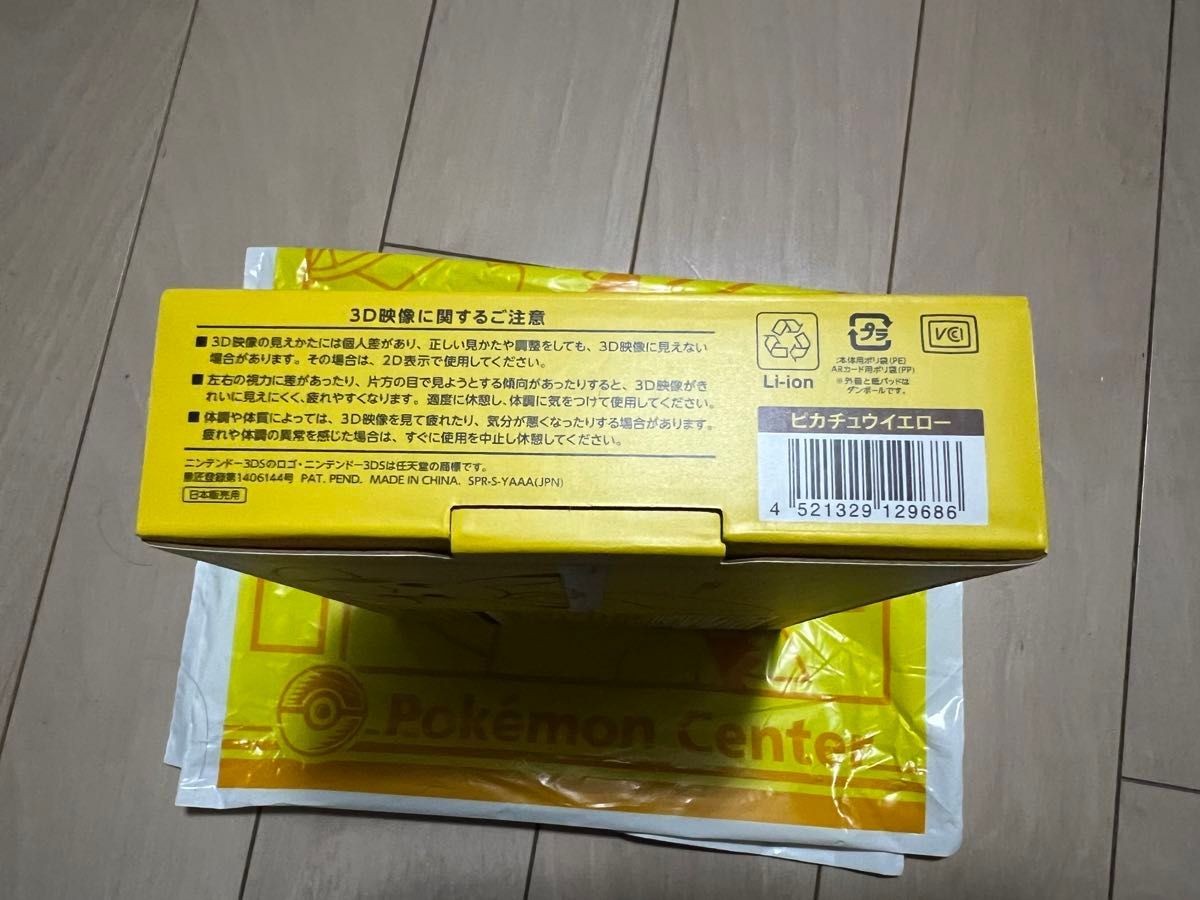 3D映像に関するご注意
■ 3D映像の見えかたには個人差があり、正しい見かたや調整をしても、3D映像に見えない
場合があります。その場合は、2D表示で使用してください。
■ 左右の視力に差があったり、片方の目で見ようとする傾向があったりすると、3D映像がき
れいに見えにくく、疲れやすくなります。適度に休憩し、体調に気をつけて使用してください。
■ 体調や体質によっては、3D映像を見て疲れたり、気分が悪くなったりする場合があります。
疲れや体調の異常を感じた場合は、すぐに使用を中止し休憩してください。
ニンテンドー3DSのロゴ・ニンテンドー3DSは任天堂の商標です。
意匠登録第1406144号 PAT. PEND. MADE IN CHINA. SPR-S-YAAA(JPN)
日本販売用
Li-ion
プラ
本体用ポリ袋(PE)
ARカード用ポリ袋(PP)
※外箱と紙パッドは
ダンボールです。
VCCI
ピカチュウイエロー
4 521329 129686
Pokémon Center